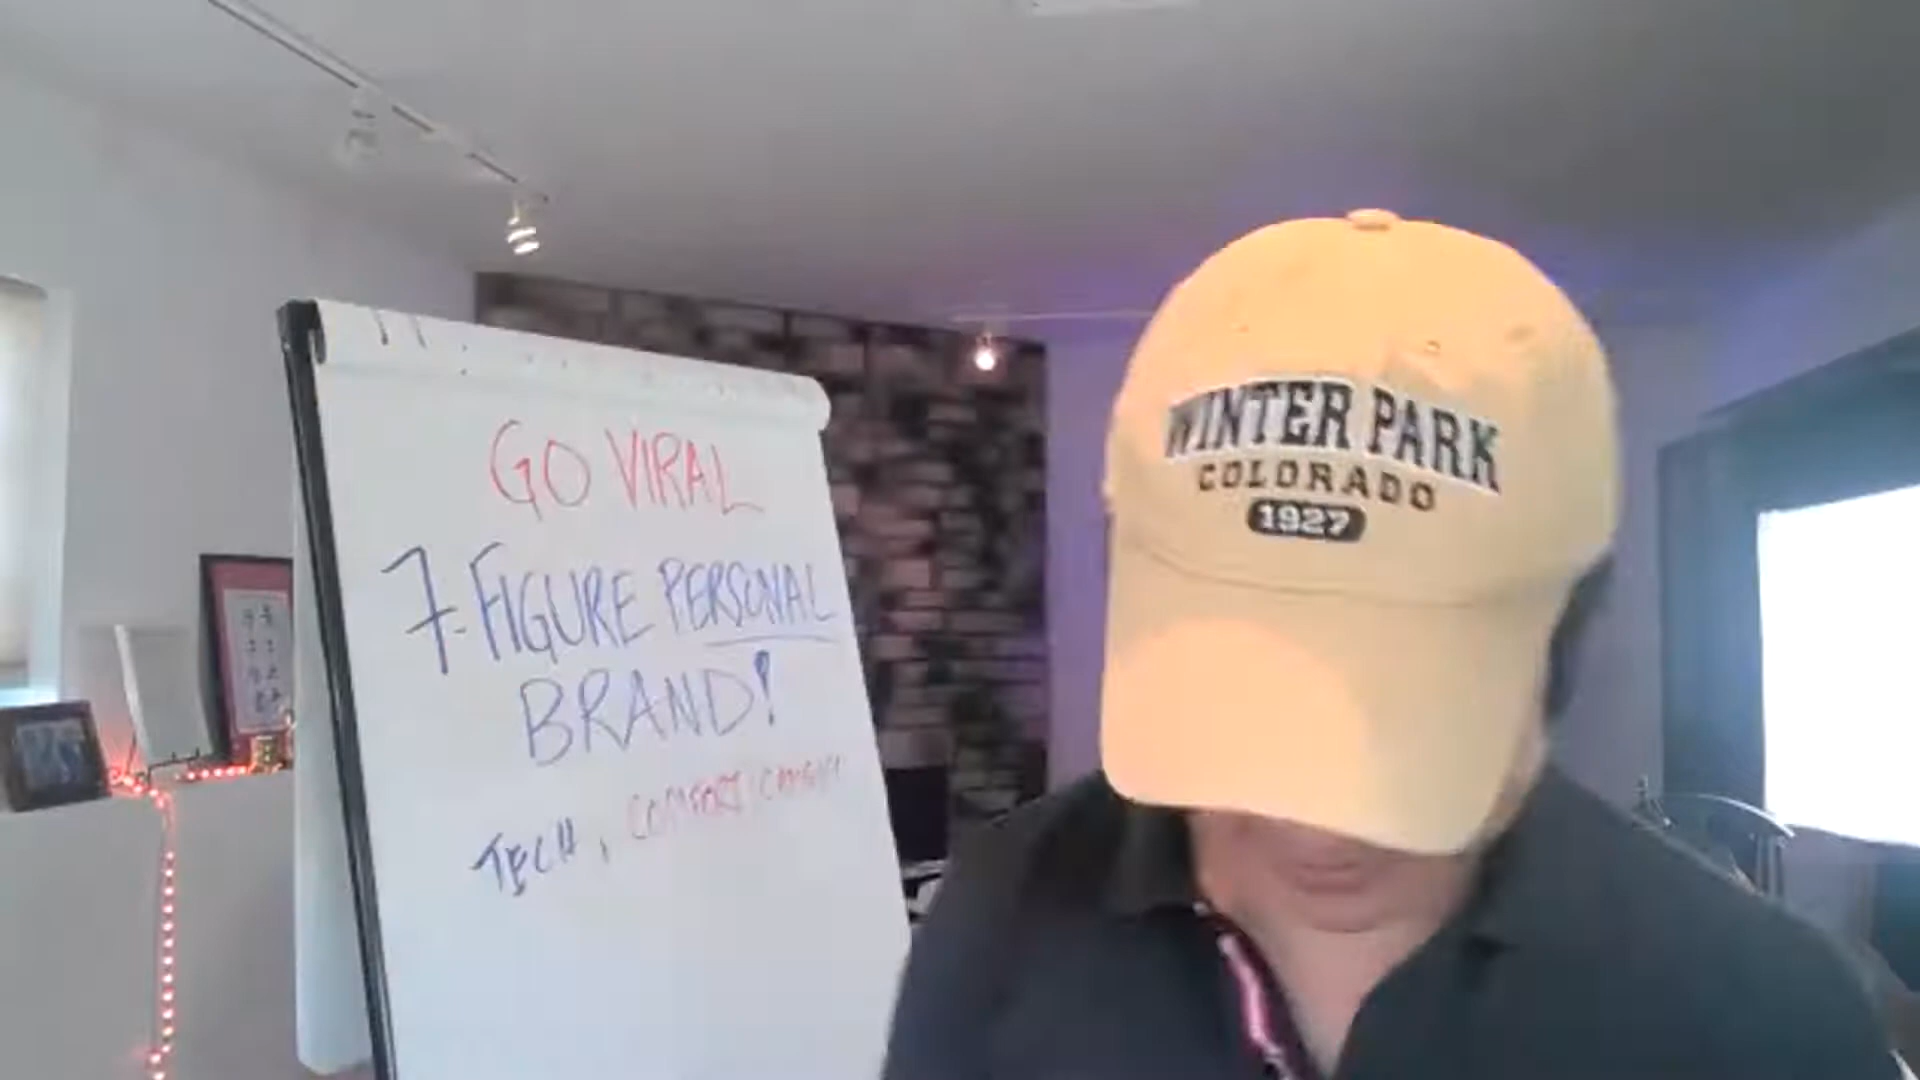 GO VIRAL
7-FIGURE PERSONAL
BRAND!
TECH,
WINTER PARK
COLORADO
1927